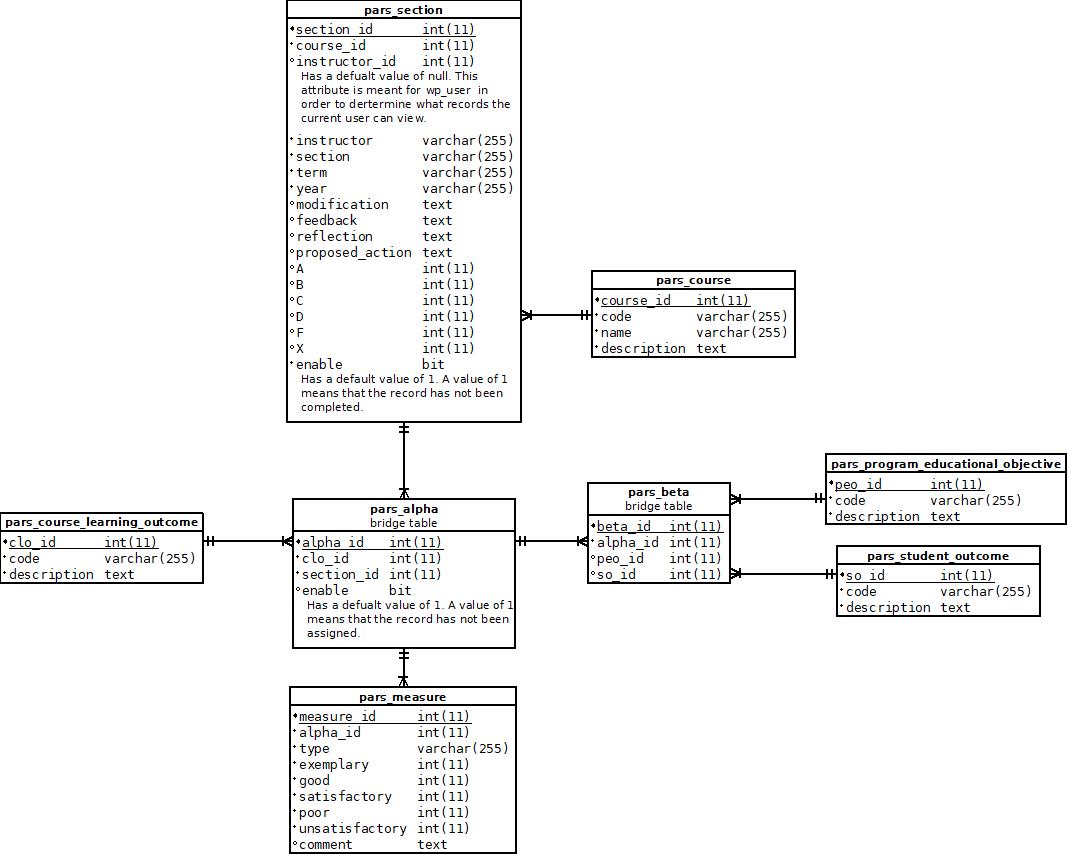 pars_section
section_id int(11)
course_id int(11)
instructor_id int(11)
Has a defualt value of null. This
attribute is meant for wp_user in
order to dertermine what records the
current user can view.
instructor varchar(255)
section varchar(255)
term varchar(255)
year varchar(255)
modification text
feedback text
reflection text
proposed_action text
A int(11)
B int(11)
C int(11)
D int(11)
F int(11)
X int(11)
enable bit
Has a default value of 1. A value of 1
means that the record has not been
completed.
pars_course
course_id int(11)
code varchar(255)
name varchar(255)
description text
pars_course_learning_outcome
clo_id int(11)
code varchar(255)
description text
pars_alpha
bridge table
alpha_id int(11)
clo_id int(11)
section_id int(11)
enable bit
Has a defualt value of 1. A value of 1
means that the record has not been
assigned.
pars_beta
bridge table
beta_id int(11)
alpha_id int(11)
peo_id int(11)
so_id int(11)
pars_program_educational_objective
peo_id int(11)
code varchar(255)
description text
pars_student_outcome
so_id int(11)
code varchar(255)
description text
pars_measure
measure_id int(11)
alpha_id int(11)
type varchar(255)
exemplary int(11)
good int(11)
satisfactory int(11)
poor int(11)
unsatisfactory int(11)
comment text